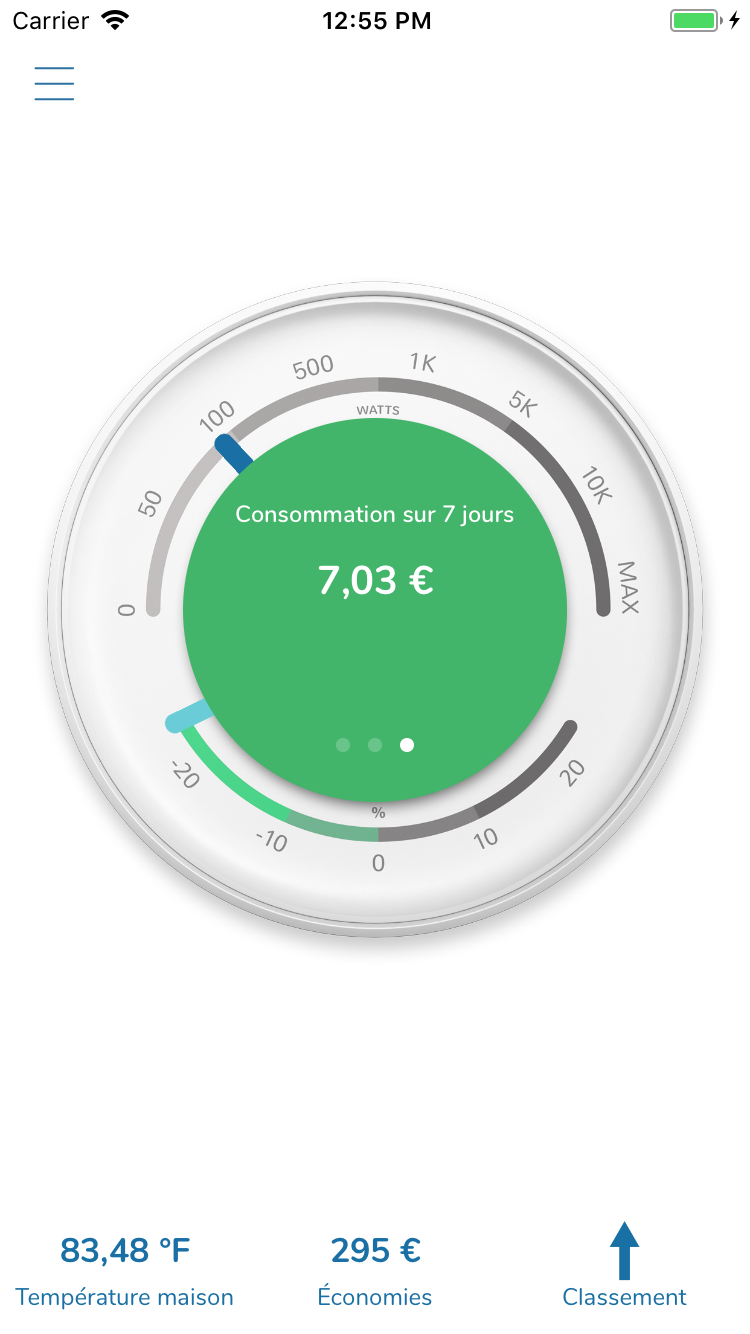 Carrier 12:55 PM
500 1K
100 5K
WATTS
50 10K
0 MAX
Consommation sur 7 jours
7,03 €
-20 20
%
-10 10
0
83,48 °F 295 €
Température maison Économies Classement